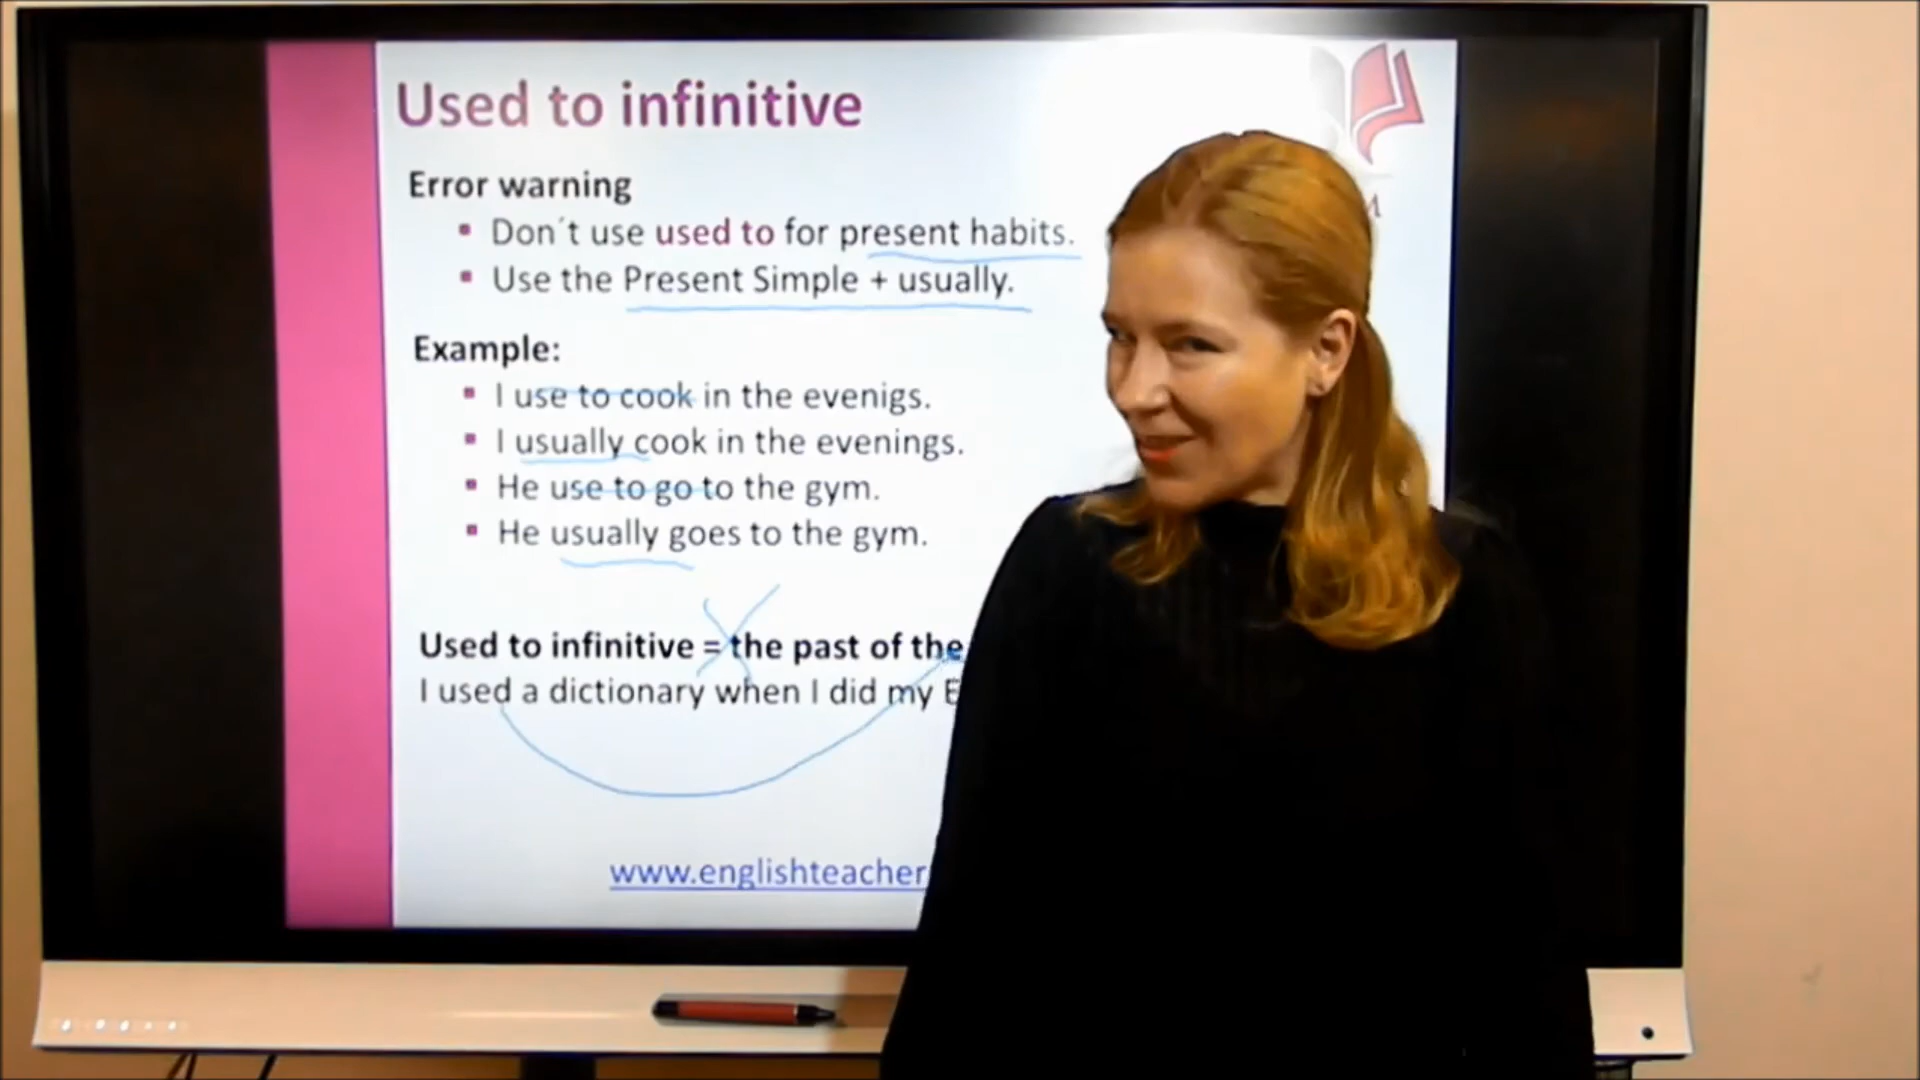 Used to infinitive
Error warning
Don´t use used to for present habits.
Use the Present Simple + usually.
Example:
I use to cook in the evenigs.
I usually cook in the evenings.
He use to go to the gym.
He usually goes to the gym.
Used to infinitive = the past of the
I used a dictionary when I did my
www.englishteacher